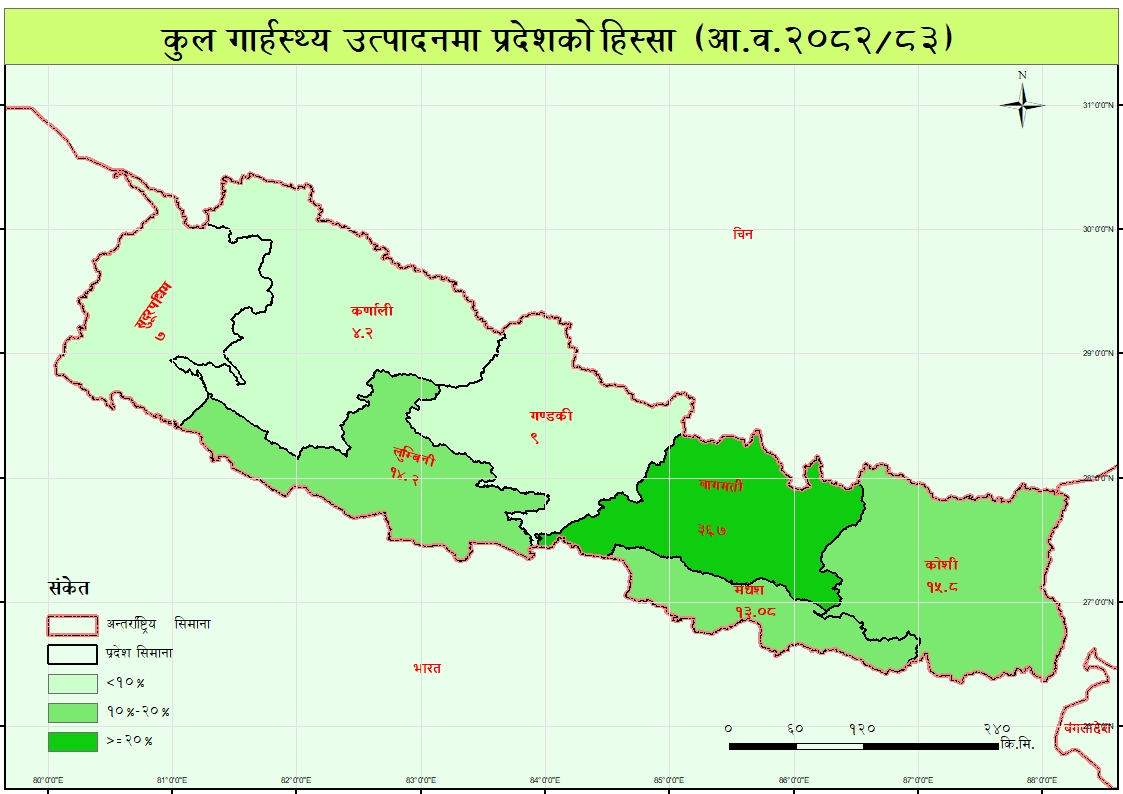 कुल गार्हस्थ्य उत्पादनमा प्रदेशको हिस्सा (आ.व.२०८२/८३)
N
31°0'0"N
30°0'0"N
29°0'0"N
28°0'0"N
27°0'0"N
चिन
सुदूरपश्चिम
७
कर्णाली
४.२
गण्डकी
९
लुम्बिनी
१४.२
बागमती
३६.७
कोशी
१५.८
मधेश
१३.०८
भारत
बंगलादेश
संकेत
अन्तर्राष्ट्रिय सिमाना
प्रदेश सिमाना
<१०%
१०%-२०%
>=२०%
० ६० १२० २४०
कि.मि.
80°0'0"E 81°0'0"E 82°0'0"E 83°0'0"E 84°0'0"E 85°0'0"E 86°0'0"E 87°0'0"E 88°0'0"E